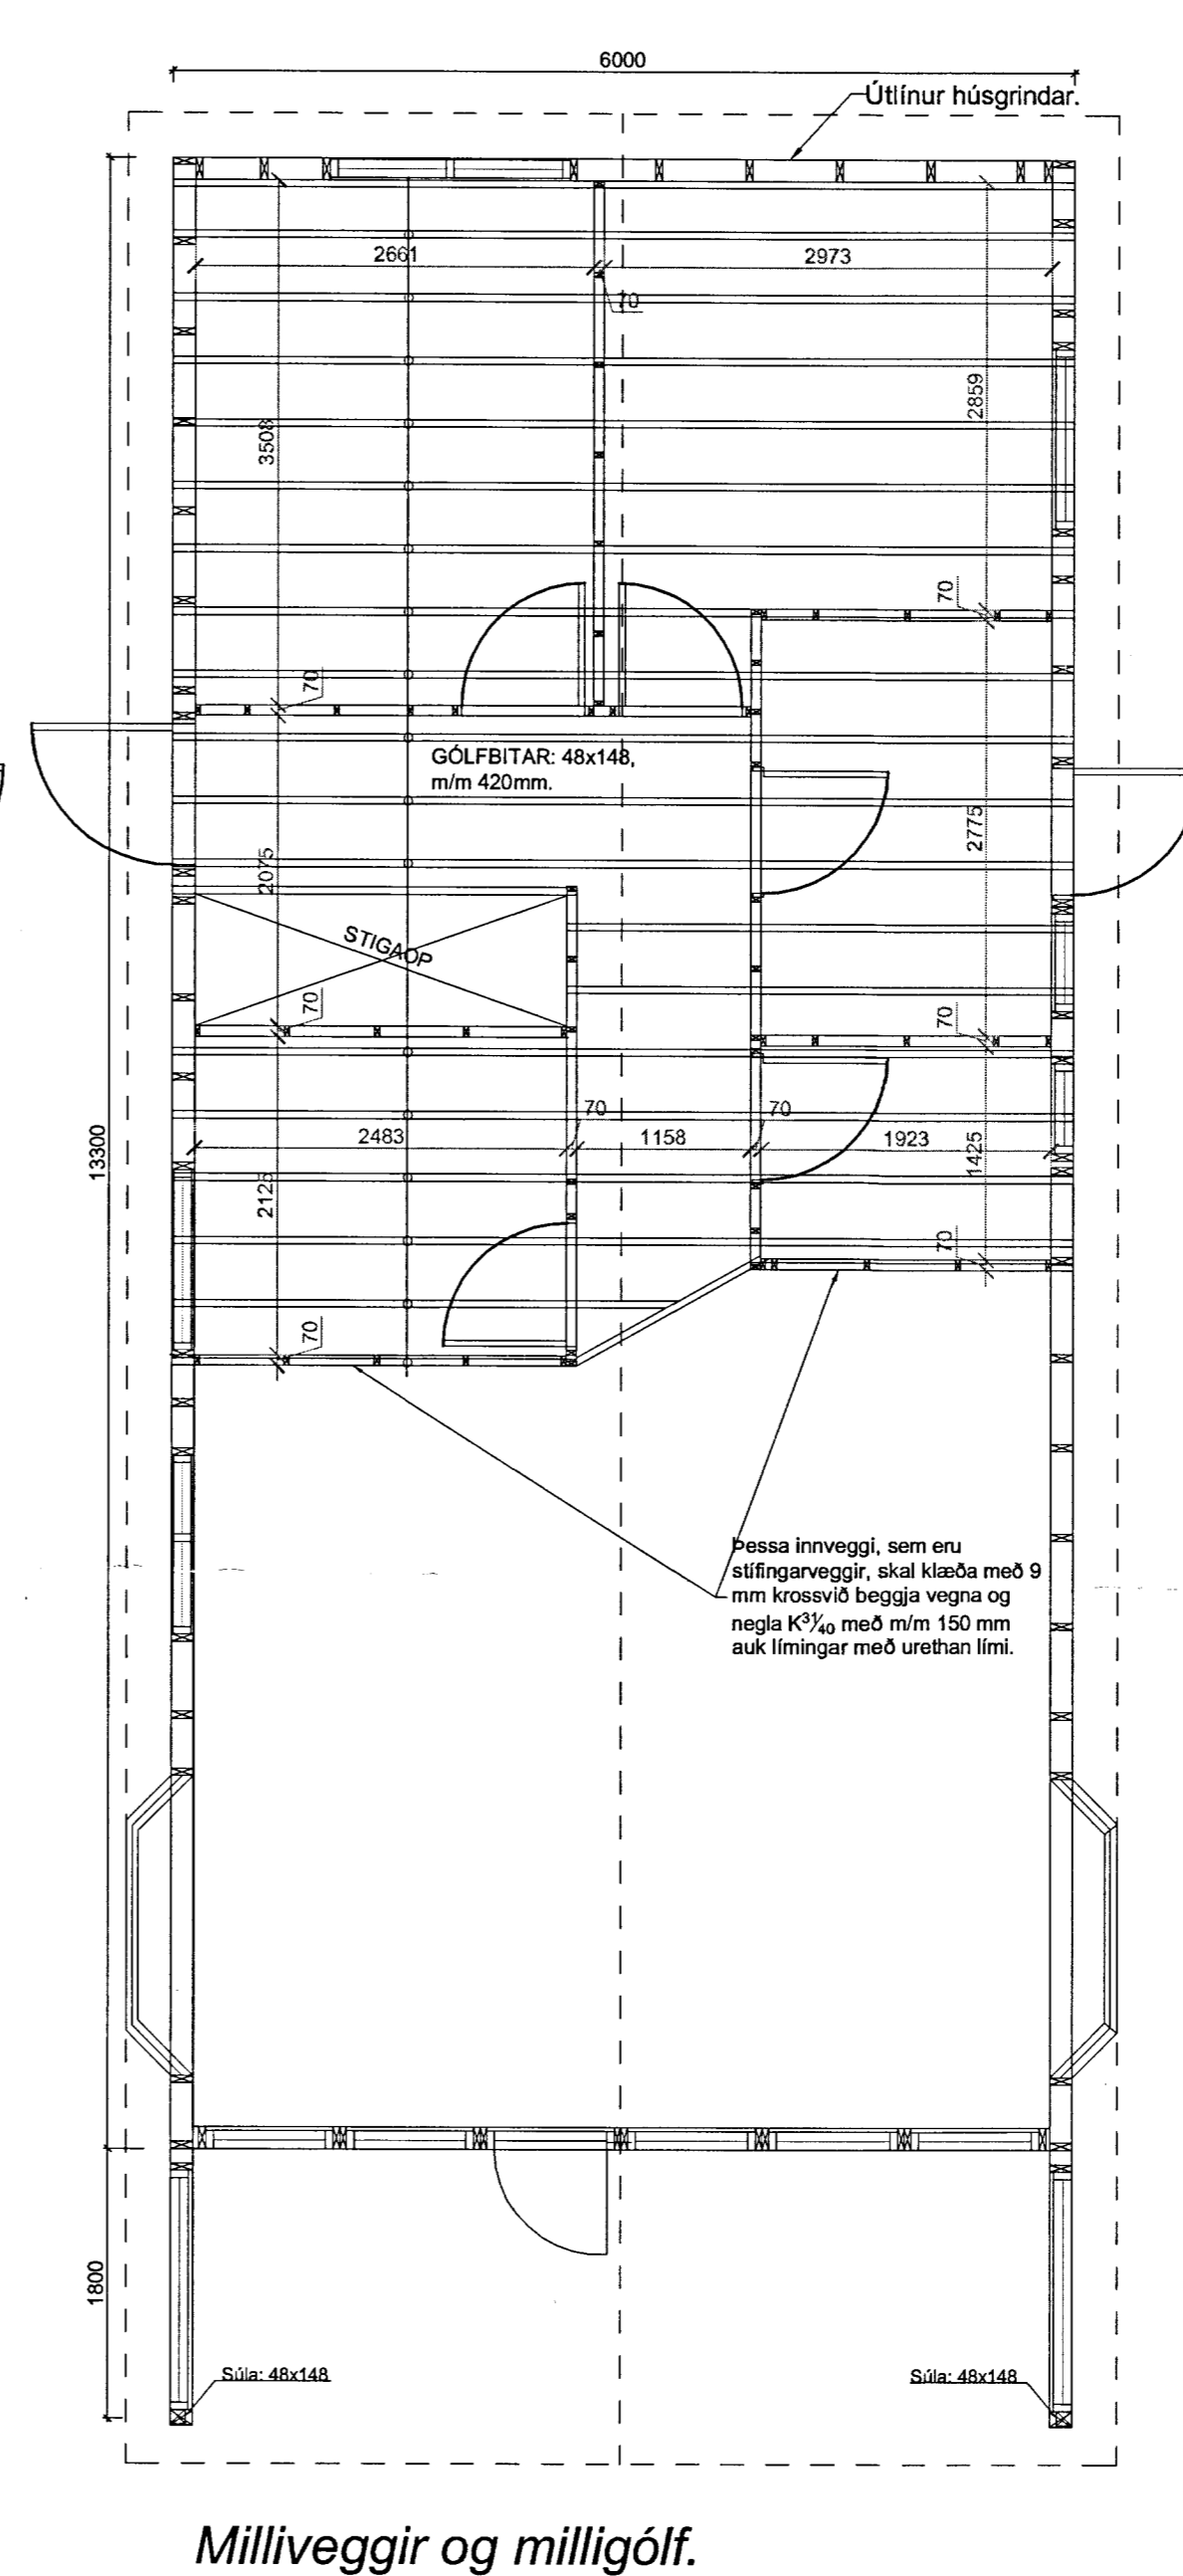 6000
Útlínur húsgrindar.
2661
2973
70
2859
3508
70
70
GÓLFBITAR: 48x148,
m/m 420mm.
2775
2075
STIGAOP
70
70
13300
70
70
2483
1158
1923
1425
2125
70
70
Þessa innveggi, sem eru
stífingarveggir, skal klæða með 9
mm krossvið beggja vegna og
negla K31/40 með m/m 150 mm
auk límingar með urethan lími.
1800
Súla: 48x148
Súla: 48x148
Milliveggir og milligólf.